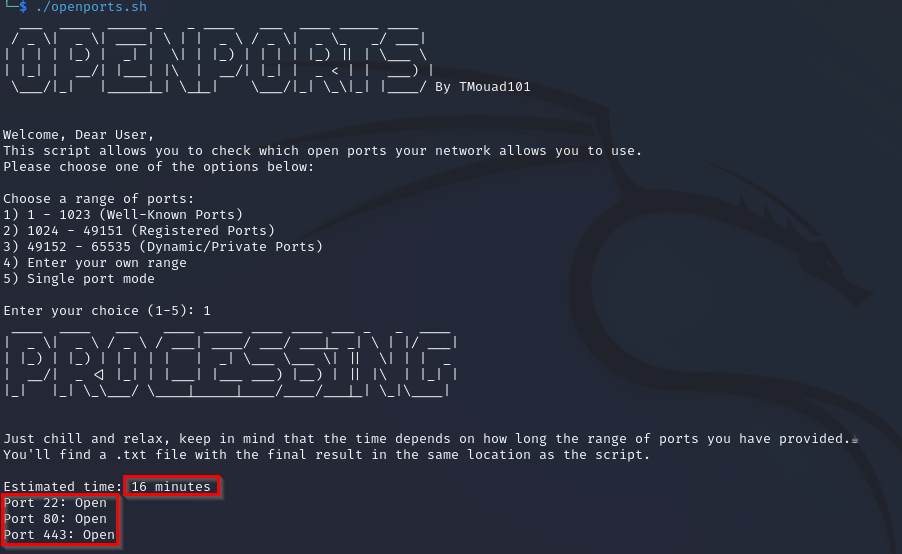 └─$ ./openports.sh
OPENPORTS
By TMouad101
Welcome, Dear User,
This script allows you to check which open ports your network allows you to use.
Please choose one of the options below:
Choose a range of ports:
1) 1 - 1023 (Well-Known Ports)
2) 1024 - 49151 (Registered Ports)
3) 49152 - 65535 (Dynamic/Private Ports)
4) Enter your own range
5) Single port mode
Enter your choice (1-5): 1
PROCESSING
Just chill and relax, keep in mind that the time depends on how long the range of ports you have provided.☕
You'll find a .txt file with the final result in the same location as the script.
Estimated time: 16 minutes
Port 22: Open
Port 80: Open
Port 443: Open